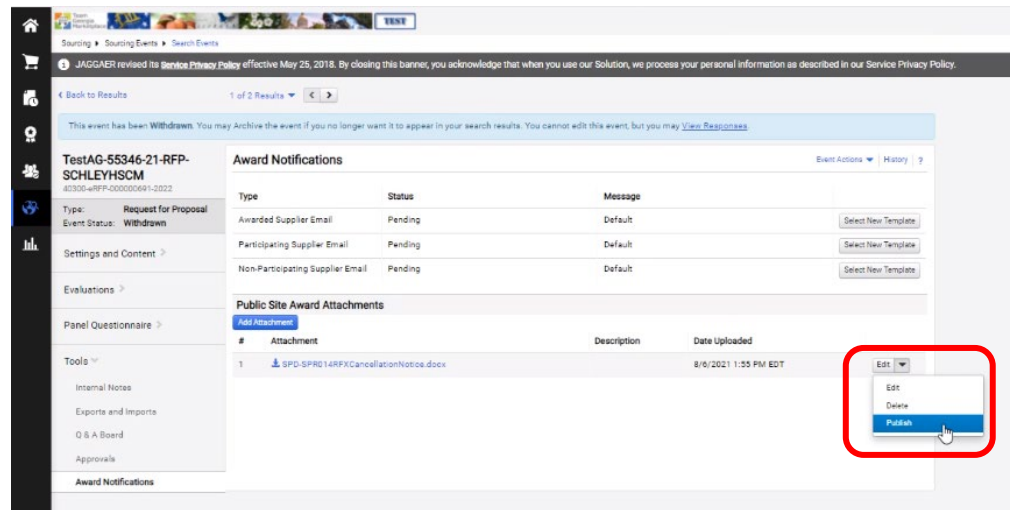 Team Georgia Marketplace
TEST
Sourcing ▸ Sourcing Events ▸ Search Events
JAGGAER revised its Service Privacy Policy effective May 25, 2018. By closing this banner, you acknowledge that when you use our Solution, we process your personal information as described in our Service Privacy Policy.
Back to Results
1 of 2 Results
This event has been Withdrawn. You may Archive the event if you no longer want it to appear in your search results. You cannot edit this event, but you may View Responses
TestAG-55346-21-RFP-
SCHLEYHSCM
40300-eRFP-000000691-2022
Type: Request for Proposal
Event Status: Withdrawn
Settings and Content >
Evaluations >
Panel Questionnaire >
Tools
Internal Notes
Exports and Imports
Q & A Board
Approvals
Award Notifications
Award Notifications
Event Actions History ?
Type Status Message
Awarded Supplier Email Pending Default Select New Template
Participating Supplier Email Pending Default Select New Template
Non-Participating Supplier Email Pending Default Select New Template
Public Site Award Attachments
Add Attachment
# Attachment Description Date Uploaded
1 SPD-SPR014RFXCancellationNotice.docx 8/6/2021 1:55 PM EDT Edit
Edit
Delete
Publish